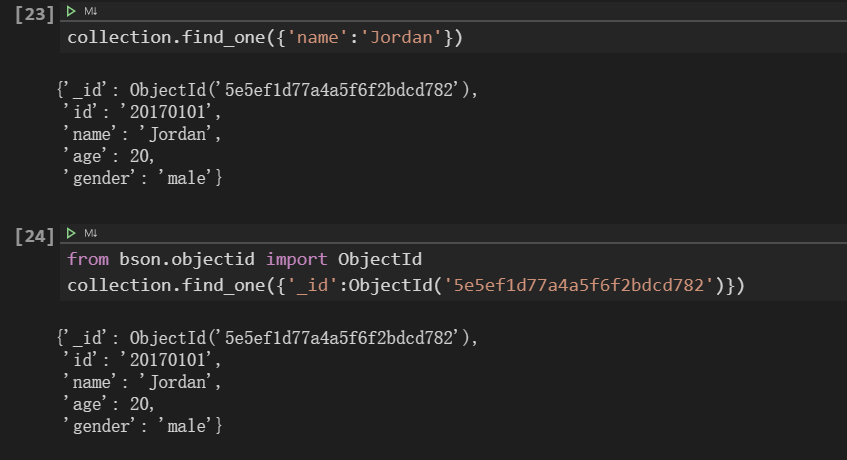 [23]
M↓
collection.find_one({'name':'Jordan'})
{'_id': ObjectId('5e5ef1d77a4a5f6f2bdcd782'),
 'id': '20170101',
 'name': 'Jordan',
 'age': 20,
 'gender': 'male'}
[24]
M↓
from bson.objectid import ObjectId
collection.find_one({'_id':ObjectId('5e5ef1d77a4a5f6f2bdcd782')})
{'_id': ObjectId('5e5ef1d77a4a5f6f2bdcd782'),
 'id': '20170101',
 'name': 'Jordan',
 'age': 20,
 'gender': 'male'}